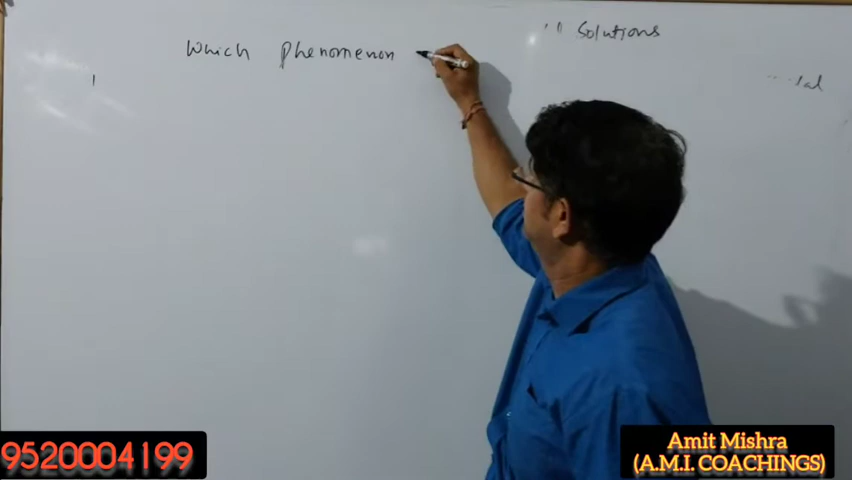 Which phenomenon
Solutions
9520004199
Amit Mishra
(A.M.I. COACHINGS)